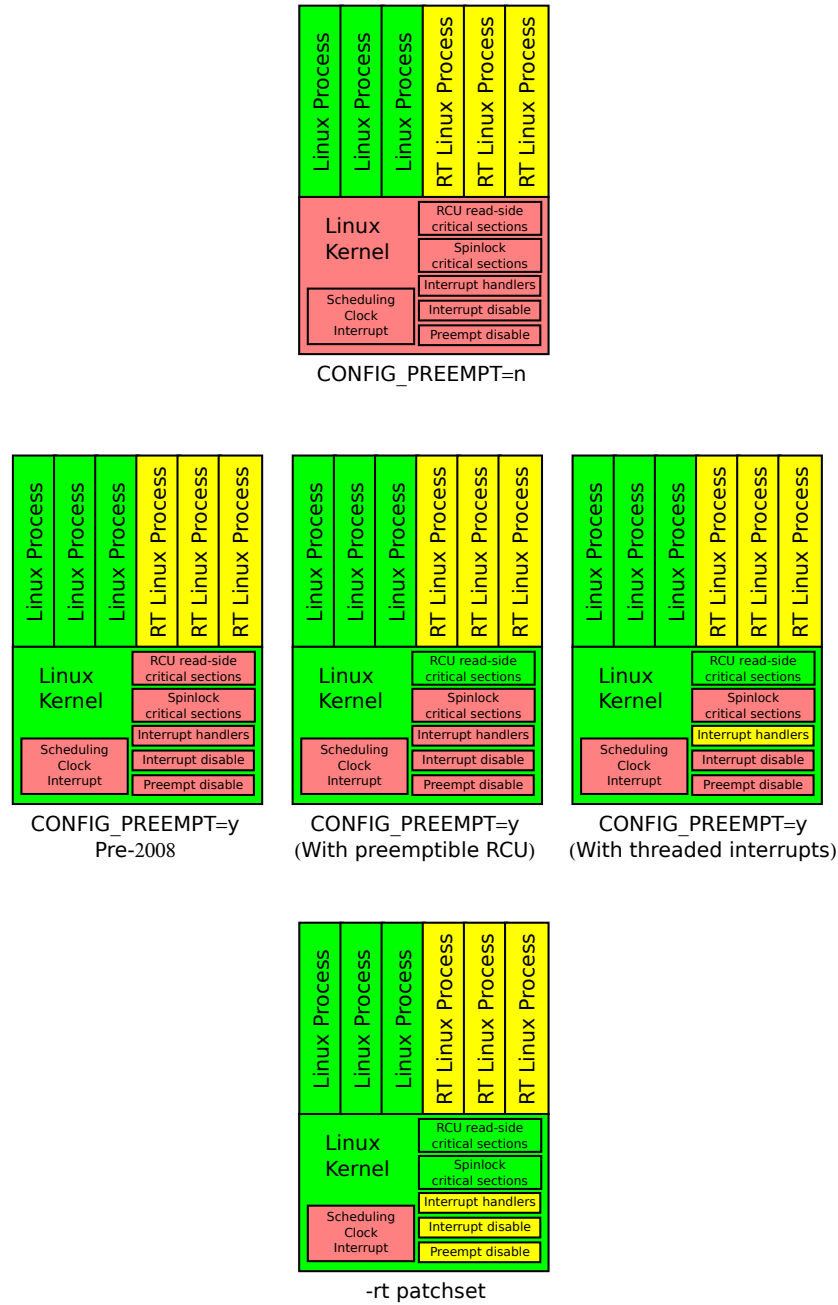 Linux Process
Linux Process
Linux Process
RT Linux Process
RT Linux Process
RT Linux Process
Linux
Kernel
RCU read-side
critical sections
Spinlock
critical sections
Interrupt handlers
Scheduling
Clock
Interrupt
Interrupt disable
Preempt disable
CONFIG_PREEMPT=n
Linux Process
Linux Process
Linux Process
RT Linux Process
RT Linux Process
RT Linux Process
Linux
Kernel
RCU read-side
critical sections
Spinlock
critical sections
Interrupt handlers
Scheduling
Clock
Interrupt
Interrupt disable
Preempt disable
CONFIG_PREEMPT=y
Pre-2008
Linux Process
Linux Process
Linux Process
RT Linux Process
RT Linux Process
RT Linux Process
Linux
Kernel
RCU read-side
critical sections
Spinlock
critical sections
Interrupt handlers
Scheduling
Clock
Interrupt
Interrupt disable
Preempt disable
CONFIG_PREEMPT=y
(With preemptible RCU)
Linux Process
Linux Process
Linux Process
RT Linux Process
RT Linux Process
RT Linux Process
Linux
Kernel
RCU read-side
critical sections
Spinlock
critical sections
Interrupt handlers
Scheduling
Clock
Interrupt
Interrupt disable
Preempt disable
CONFIG_PREEMPT=y
(With threaded interrupts)
Linux Process
Linux Process
Linux Process
RT Linux Process
RT Linux Process
RT Linux Process
Linux
Kernel
RCU read-side
critical sections
Spinlock
critical sections
Interrupt handlers
Scheduling
Clock
Interrupt
Interrupt disable
Preempt disable
-rt patchset